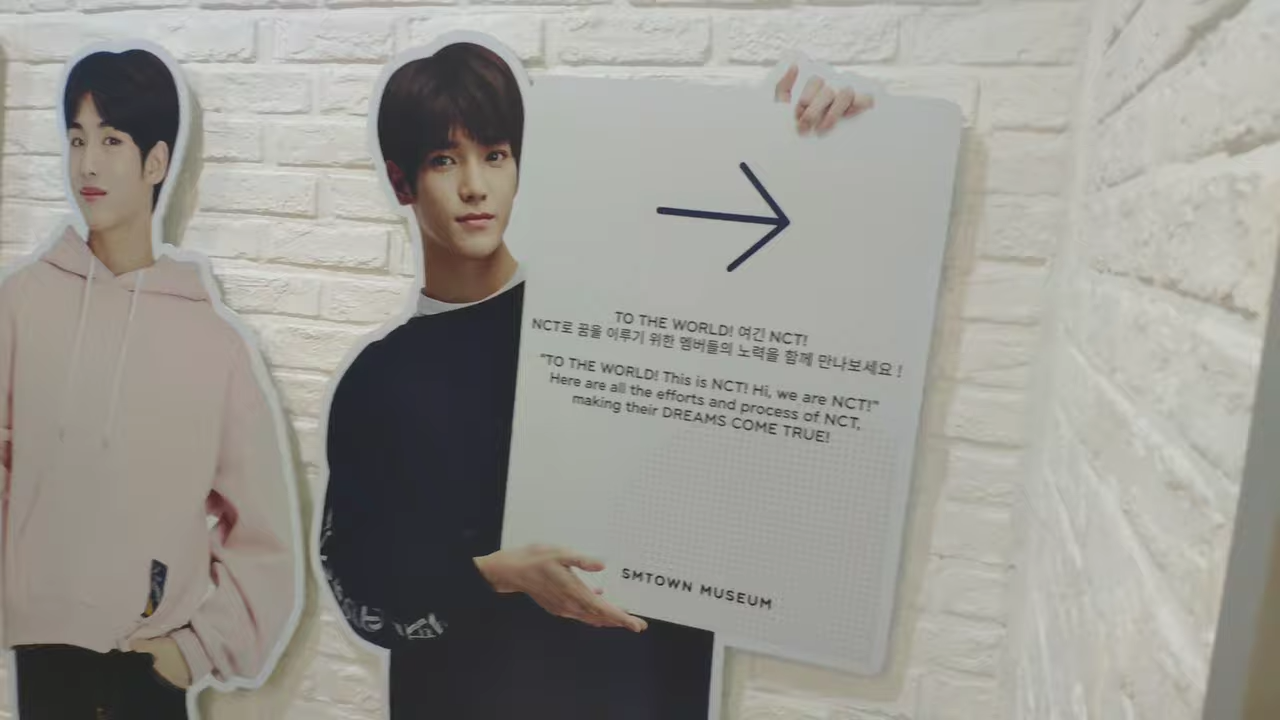 TO THE WORLD! 여긴 NCT!
NCT로 꿈을 이루기 위한 멤버들의 노력을 함께 만나보세요 !
"TO THE WORLD! This is NCT! Hi, we are NCT!"
Here are all the efforts and process of NCT,
making their DREAMS COME TRUE!
SMTOWN MUSEUM